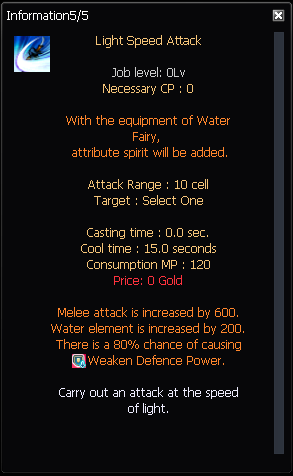 Information5/5
Light Speed Attack
Job level: 0Lv
Necessary CP : 0
With the equipment of Water
Fairy,
attribute spirit will be added.
Attack Range : 10 cell
Target : Select One
Casting time : 0.0 sec.
Cool time : 15.0 seconds
Consumption MP : 120
Price: 0 Gold
Melee attack is increased by 600.
Water element is increased by 200.
There is a 80% chance of causing
Weaken Defence Power.
Carry out an attack at the speed
of light.